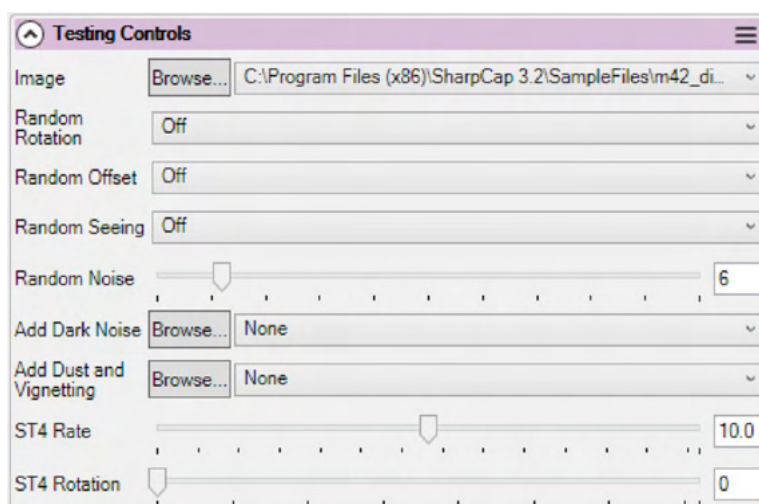 Testing Controls
Image Browse... C:\Program Files (x86)\SharpCap 3.2\SampleFiles\m42_di...
Random
Rotation Off
Random Offset Off
Random Seeing Off
Random Noise 6
Add Dark Noise Browse... None
Add Dust and
Vignetting Browse... None
ST4 Rate 10.0
ST4 Rotation 0